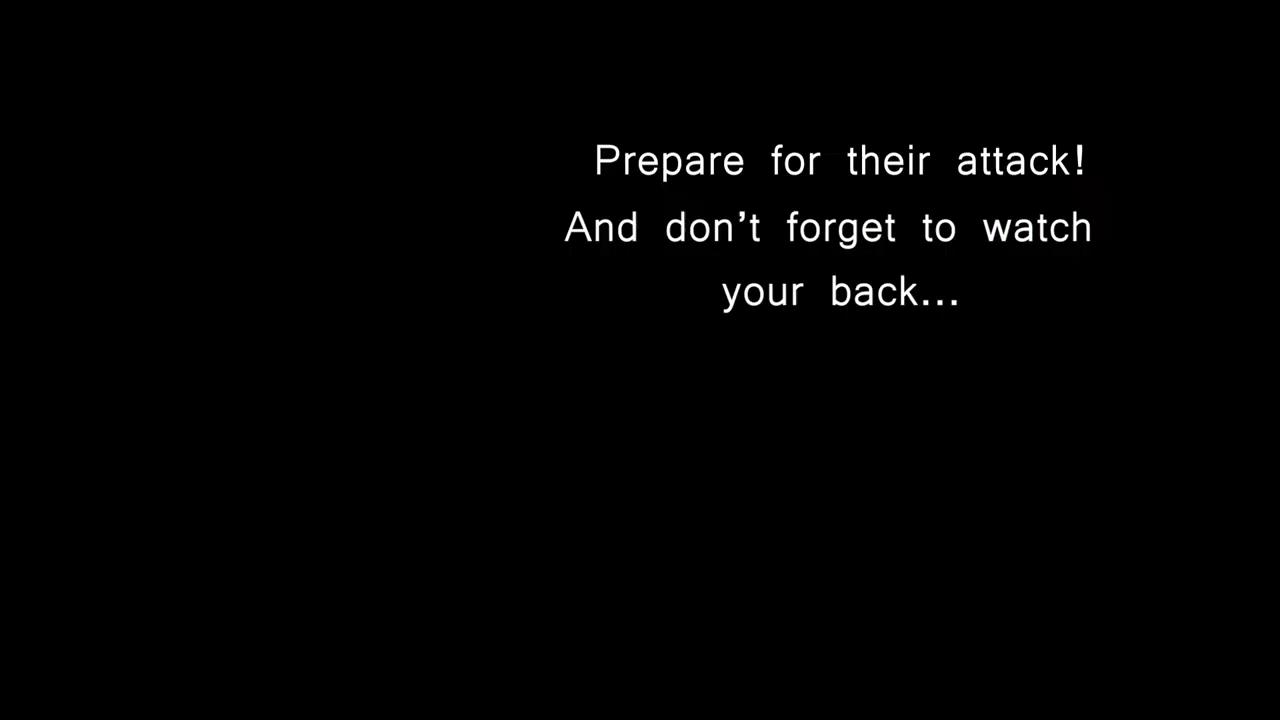 Prepare for their attack!
And don’t forget to watch
your back...